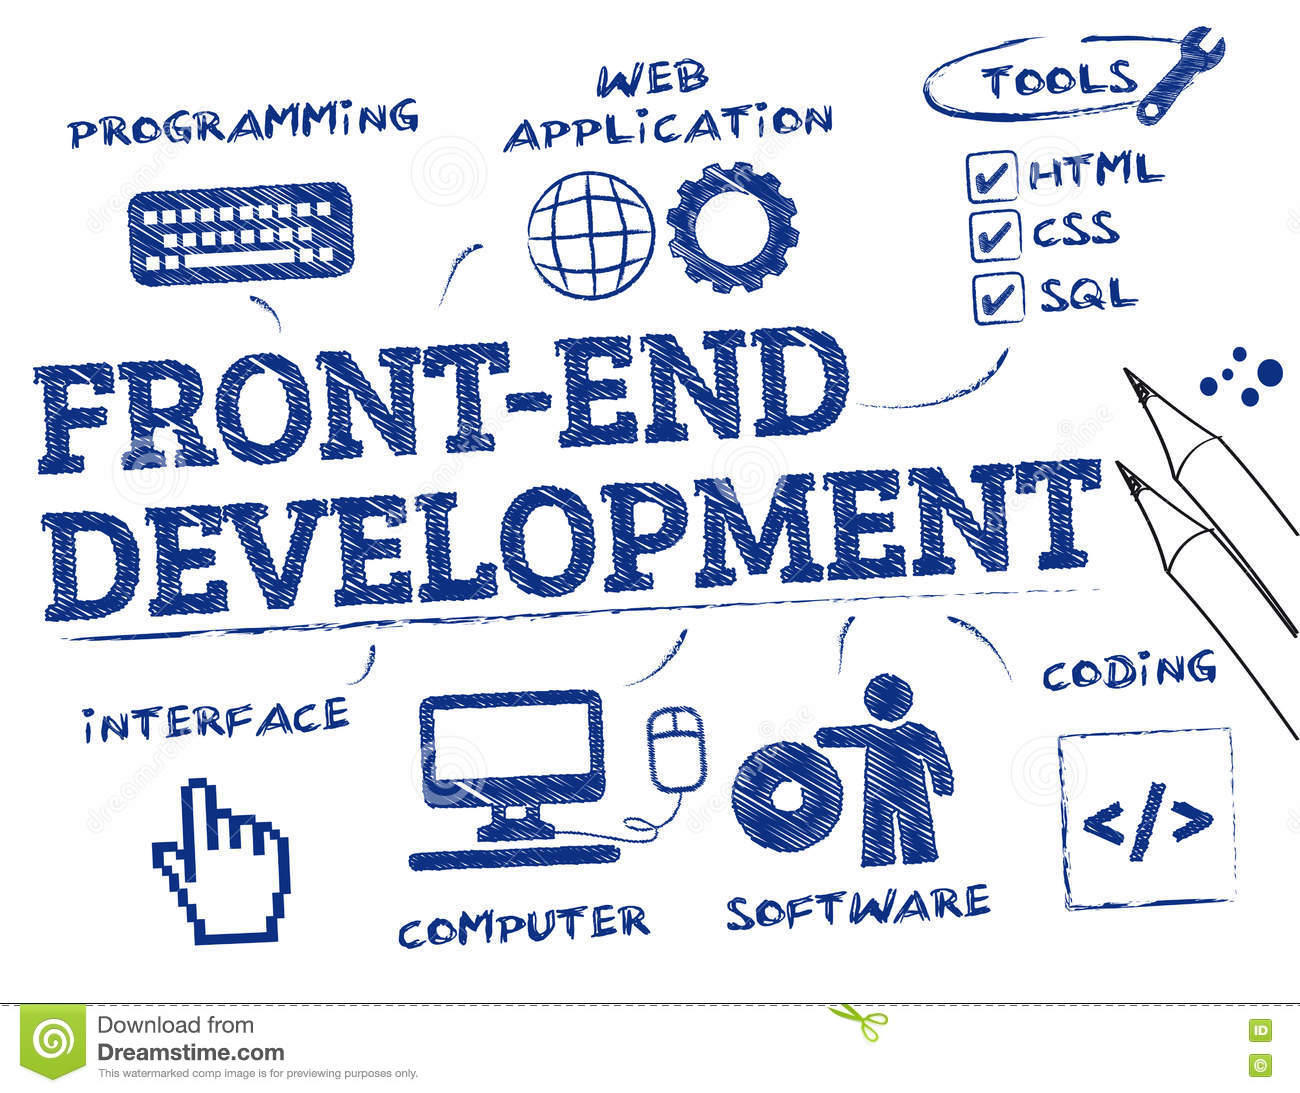 PROGRAMMiNG
WEB
APPLiCATiON
TOOLS
HTML
CSS
SQL
FRONT-END
DEVELOPMENT
iNTERFACE
COMPUTER
SOFTWARE
CODiNG
</>
Download from
Dreamstime.com
This watermarked comp image is for previewing purposes only.
ID
©